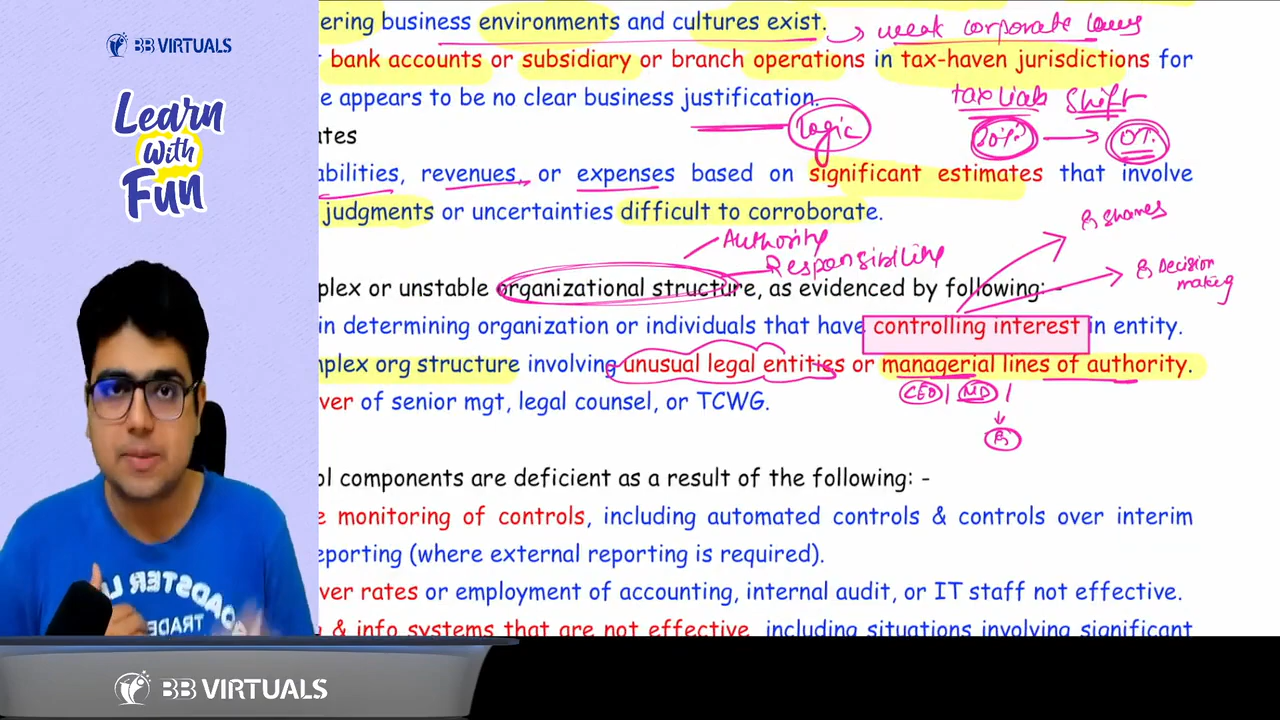 BB VIRTUALS
Learn
With
Fun
ering business environments and cultures exist.
weak corporate laws
bank accounts or subsidiary or branch operations in tax-haven jurisdictions for
e appears to be no clear business justification.
tax liab shift
logic
30% 0%
ates
abilities, revenues, or expenses based on significant estimates that involve
judgments or uncertainties difficult to corroborate.
Authority
Responsibility
shares
Decision
making
plex or unstable organizational structure, as evidenced by following: -
in determining organization or individuals that have controlling interest in entity.
plex org structure involving unusual legal entities or managerial lines of authority.
CEO MD
ver of senior mgt, legal counsel, or TCWG.
ol components are deficient as a result of the following: -
e monitoring of controls, including automated controls & controls over interim
eporting (where external reporting is required).
ver rates or employment of accounting, internal audit, or IT staff not effective.
& info systems that are not effective, including situations involving significant
BB VIRTUALS